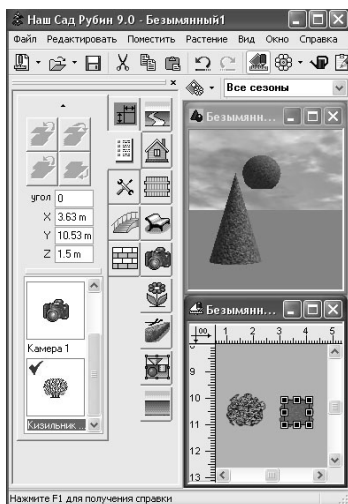 Наш Сад Рубин 9.0 - Безымянный1
Файл Редактировать Поместить Растение Вид Окно Справка
Все сезоны
угол 0
X 3.63 m
Y 10.53 m
Z 1.5 m
Камера 1
Кизильник ...
Безымянн...
Безымянн...
00, 1 2 3 4 5
9
10
11
12
13
Нажмите F1 для получения справки